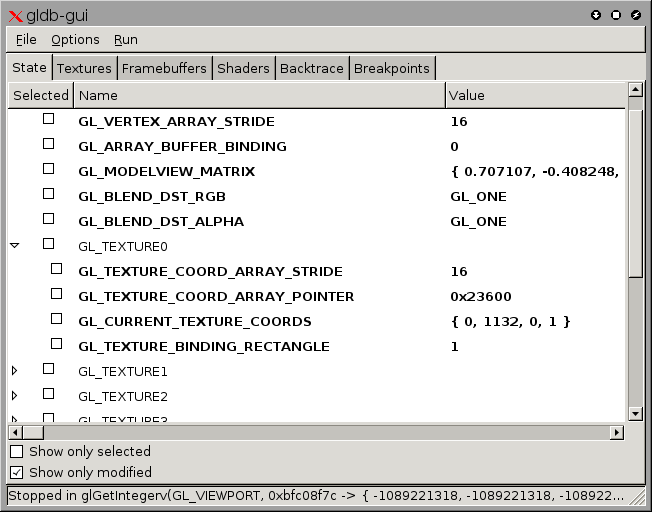 gldb-gui
File Options Run
State Textures Framebuffers Shaders Backtrace Breakpoints
Selected Name Value
GL_VERTEX_ARRAY_STRIDE 16
GL_ARRAY_BUFFER_BINDING 0
GL_MODELVIEW_MATRIX { 0.707107, -0.408248,
GL_BLEND_DST_RGB GL_ONE
GL_BLEND_DST_ALPHA GL_ONE
GL_TEXTURE0
GL_TEXTURE_COORD_ARRAY_STRIDE 16
GL_TEXTURE_COORD_ARRAY_POINTER 0x23600
GL_CURRENT_TEXTURE_COORDS { 0, 1132, 0, 1 }
GL_TEXTURE_BINDING_RECTANGLE 1
GL_TEXTURE1
GL_TEXTURE2
GL_TEXTURE3
Show only selected
Show only modified
Stopped in glGetIntegerv(GL_VIEWPORT, 0xbfc08f7c -> { -1089221318, -1089221318, -108922...